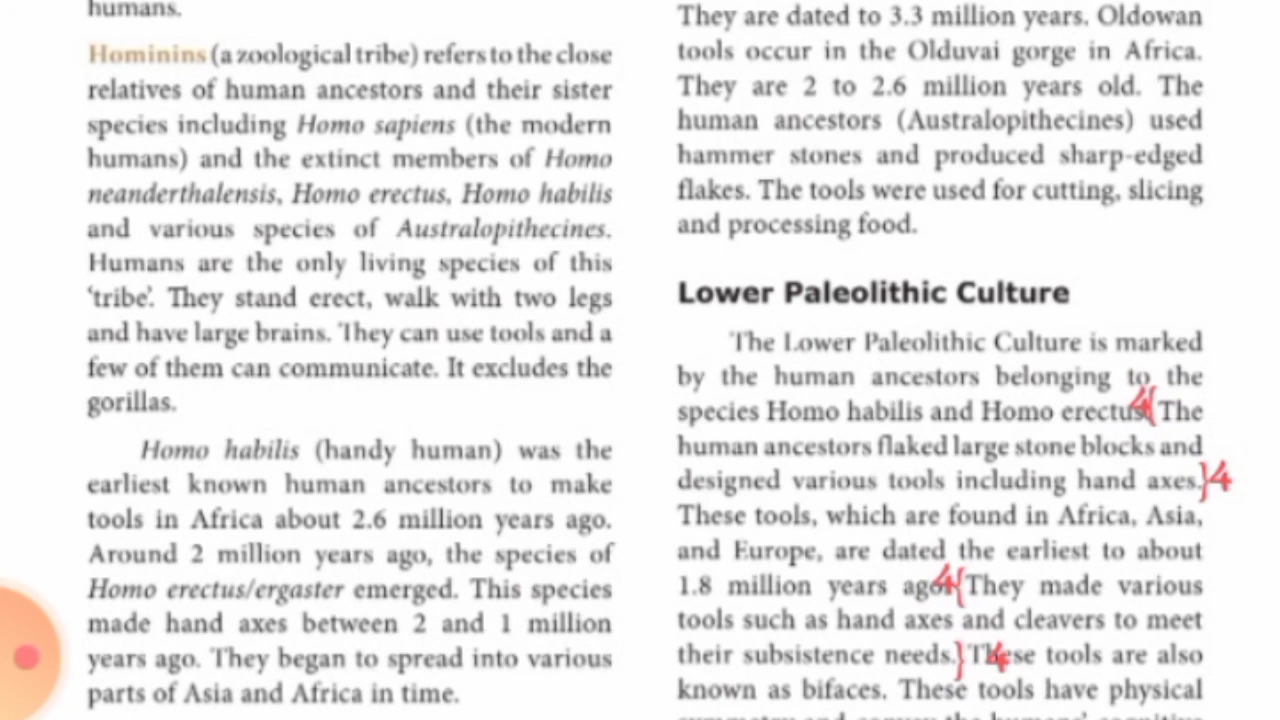 humans.
Hominins (a zoological tribe) refers to the close
relatives of human ancestors and their sister
species including Homo sapiens (the modern
humans) and the extinct members of Homo
neanderthalensis, Homo erectus, Homo habilis
and various species of Australopithecines.
Humans are the only living species of this
‘tribe’. They stand erect, walk with two legs
and have large brains. They can use tools and a
few of them can communicate. It excludes the
gorillas.
Homo habilis (handy human) was the
earliest known human ancestors to make
tools in Africa about 2.6 million years ago.
Around 2 million years ago, the species of
Homo erectus/ergaster emerged. This species
made hand axes between 2 and 1 million
years ago. They began to spread into various
parts of Asia and Africa in time.
They are dated to 3.3 million years. Oldowan
tools occur in the Olduvai gorge in Africa.
They are 2 to 2.6 million years old. The
human ancestors (Australopithecines) used
hammer stones and produced sharp-edged
flakes. The tools were used for cutting, slicing
and processing food.
Lower Paleolithic Culture
The Lower Paleolithic Culture is marked
by the human ancestors belonging to the
species Homo habilis and Homo erectus. 4{ The
human ancestors flaked large stone blocks and
designed various tools including hand axes. }4
These tools, which are found in Africa, Asia,
and Europe, are dated the earliest to about
1.8 million years ago. 4{ They made various
tools such as hand axes and cleavers to meet
their subsistence needs. }4 These tools are also
known as bifaces. These tools have physical